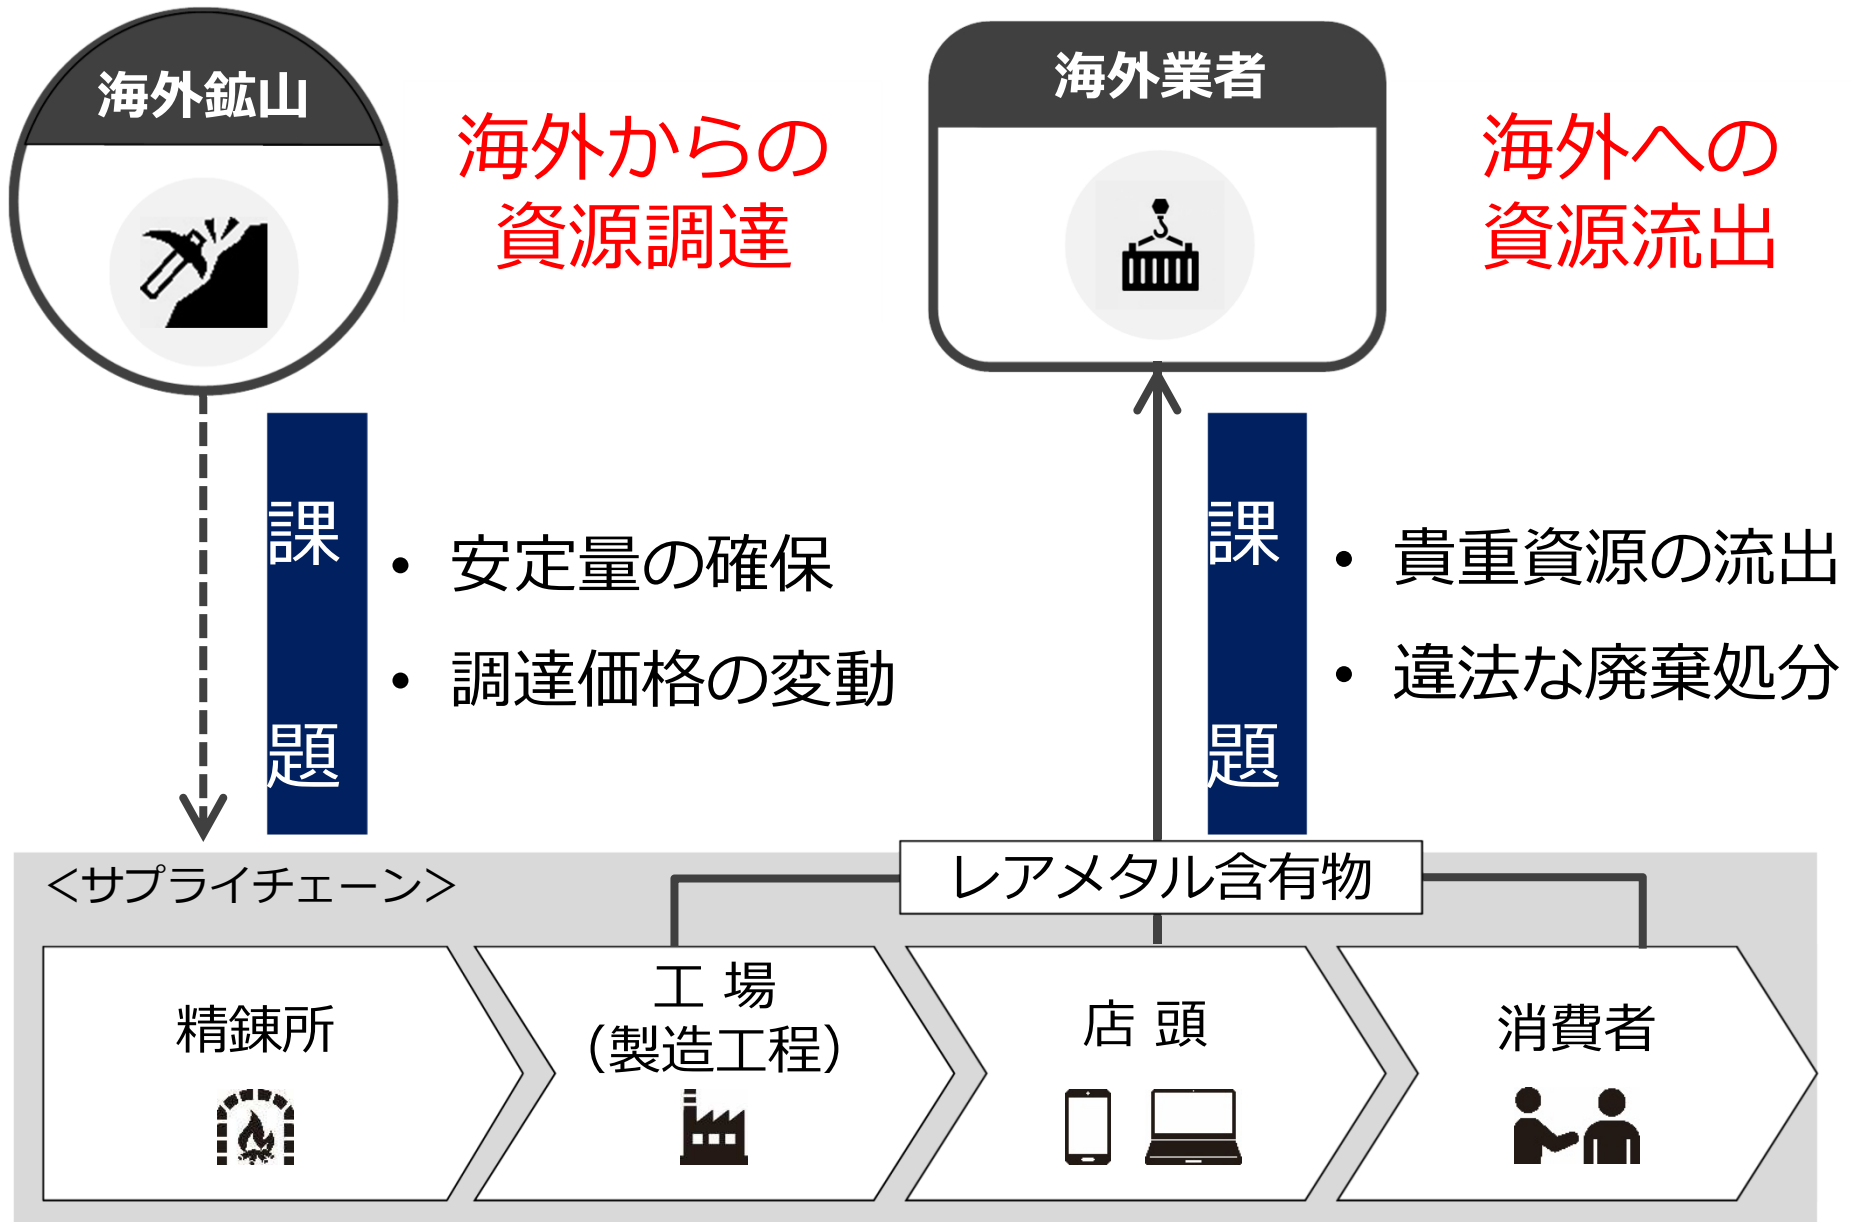 海外鉱山
海外からの
資源調達
海外業者
海外への
資源流出
課
題
• 安定量の確保
• 調達価格の変動
課
題
• 貴重資源の流出
• 違法な廃棄処分
<サプライチェーン>
レアメタル含有物
精錬所
工 場
(製造工程)
店 頭
消費者